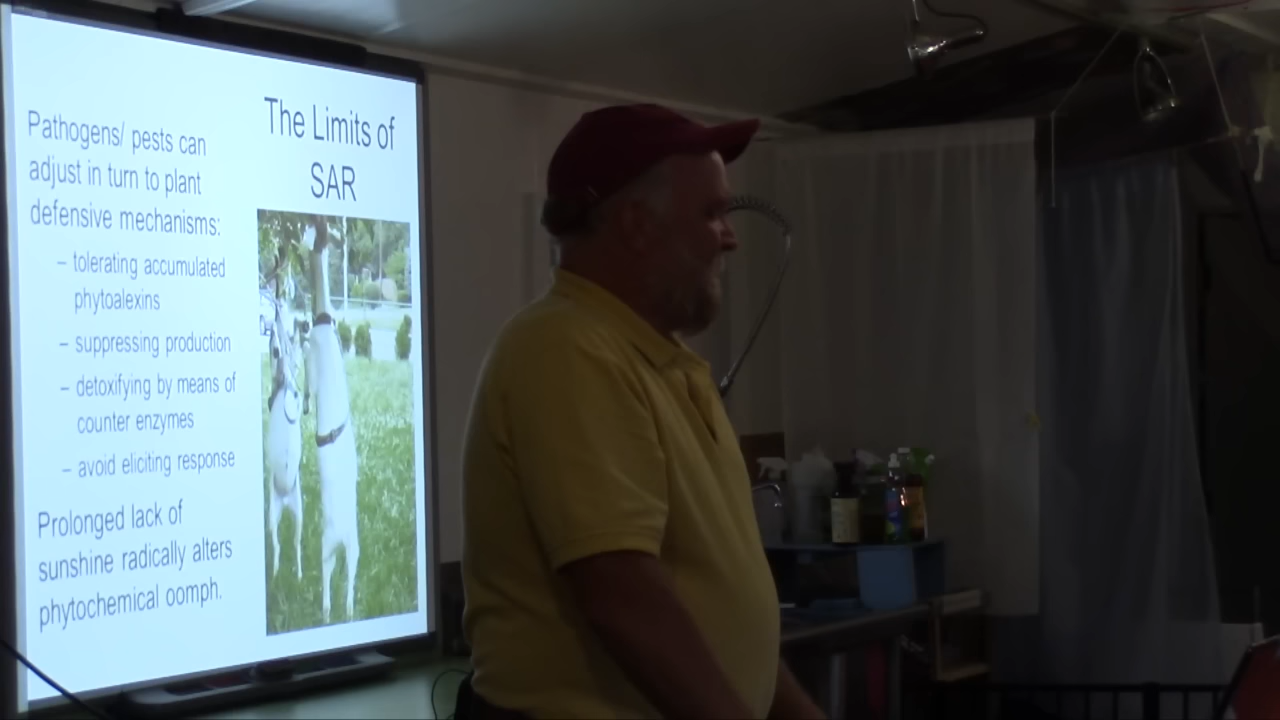 The Limits of
SAR
Pathogens/ pests can
adjust in turn to plant
defensive mechanisms:
– tolerating accumulated
phytoalexins
– suppressing production
– detoxifying by means of
counter enzymes
– avoid eliciting response
Prolonged lack of
sunshine radically alters
phytochemical oomph.